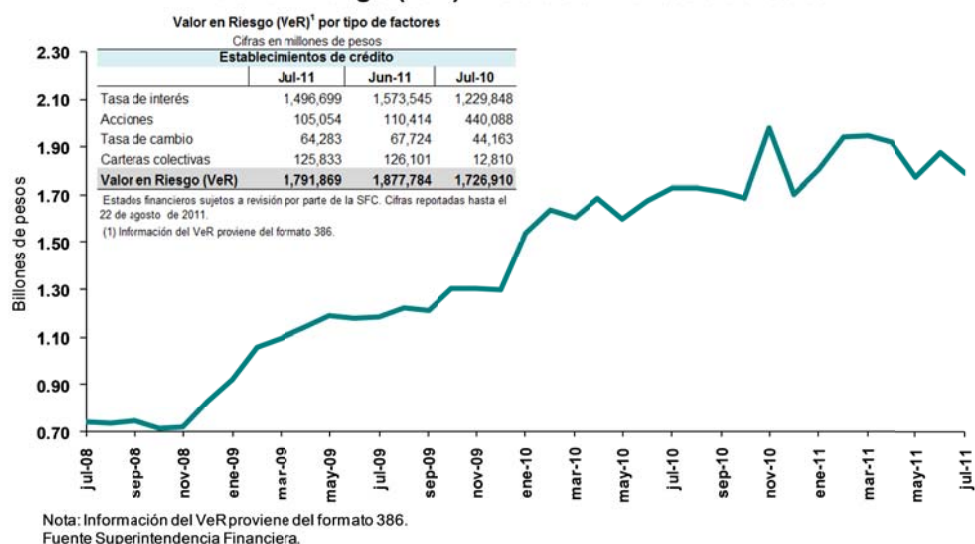 Valor en Riesgo (VeR)¹ por tipo de factores
Cifras en millones de pesos
Establecimientos de crédito
Jul-11 Jun-11 Jul-10
Tasa de interés 1,496,699 1,573,545 1,229,848
Acciones 105,054 110,414 440,088
Tasa de cambio 64,283 67,724 44,163
Carteras colectivas 125,833 126,101 12,810
Valor en Riesgo (VeR) 1,791,869 1,877,784 1,726,910
Estados financieros sujetos a revisión por parte de la SFC. Cifras reportadas hasta el
22 de agosto de 2011.
(1) Información del VeR proviene del formato 386.
Billones de pesos
2.30
2.10
1.90
1.70
1.50
1.30
1.10
0.90
0.70
jul-08
sep-08
nov-08
ene-09
mar-09
may-09
jul-09
sep-09
nov-09
ene-10
mar-10
may-10
jul-10
sep-10
nov-10
ene-11
mar-11
may-11
jul-11
Nota: Información del VeR proviene del formato 386.
Fuente Superintendencia Financiera.